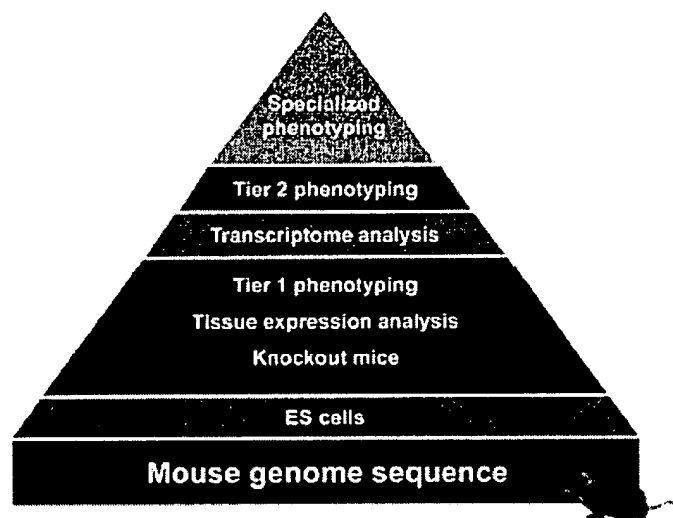 Specialized
phenotyping
Tier 2 phenotyping
Transcriptome analysis
Tier 1 phenotyping
Tissue expression analysis
Knockout mice
ES cells
Mouse genome sequence